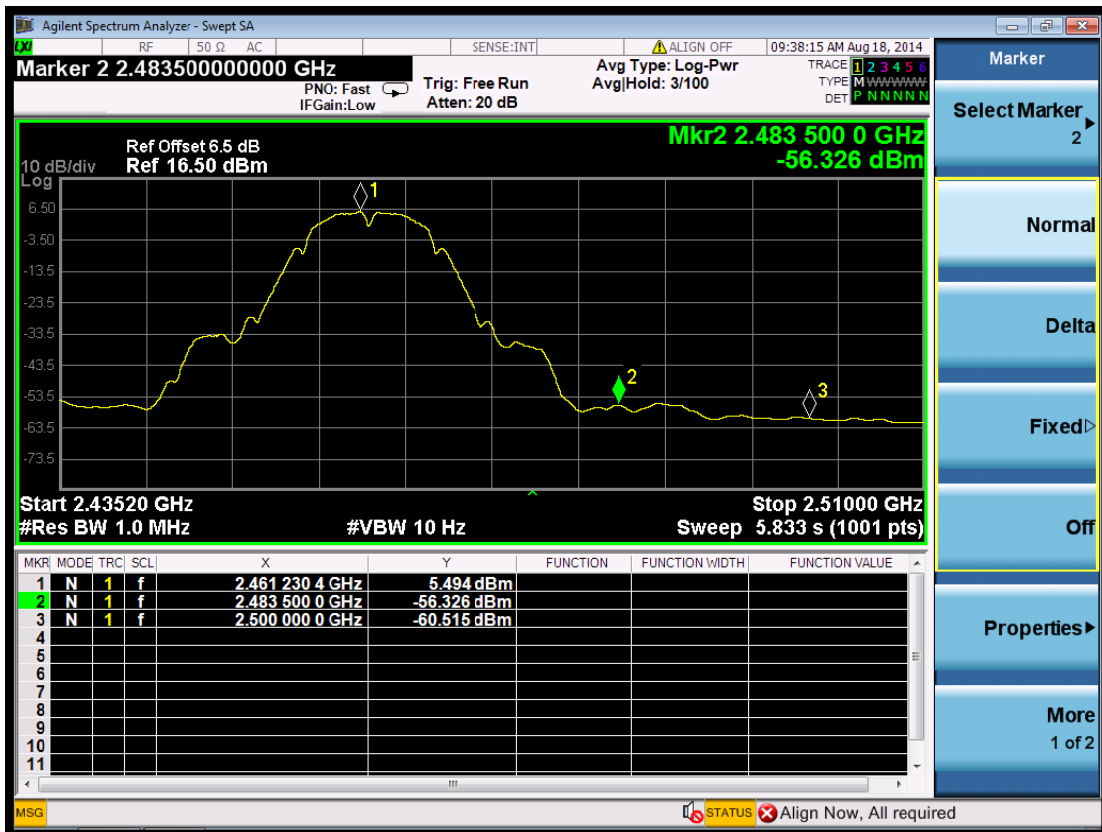 Agilent Spectrum Analyzer - Swept SA
LXI RF 50 Ω AC SENSE:INT ALIGN OFF 09:38:15 AM Aug 18, 2014
Marker 2 2.483500000000 GHz
PNO: Fast
IFGain:Low
Trig: Free Run
Atten: 20 dB
Avg Type: Log-Pwr
Avg|Hold: 3/100
TRACE 1 2 3 4 5 6
TYPE M W W W W W
DET P N N N N N
Mkr2 2.483 500 0 GHz
-56.326 dBm
Ref Offset 6.5 dB
10 dB/div Ref 16.50 dBm
Log
6.50
-3.50
-13.5
-23.5
-33.5
-43.5
-53.5
-63.5
-73.5
1
2
3
Start 2.43520 GHz Stop 2.51000 GHz
#Res BW 1.0 MHz #VBW 10 Hz Sweep 5.833 s (1001 pts)
MKR MODE TRC SCL X Y FUNCTION FUNCTION WIDTH FUNCTION VALUE
1 N 1 f 2.461 230 4 GHz 5.494 dBm
2 N 1 f 2.483 500 0 GHz -56.326 dBm
3 N 1 f 2.500 000 0 GHz -60.515 dBm
4
5
6
7
8
9
10
11
MSG STATUS Align Now, All required
Marker
Select Marker
2
Normal
Delta
Fixed
Off
Properties
More
1 of 2